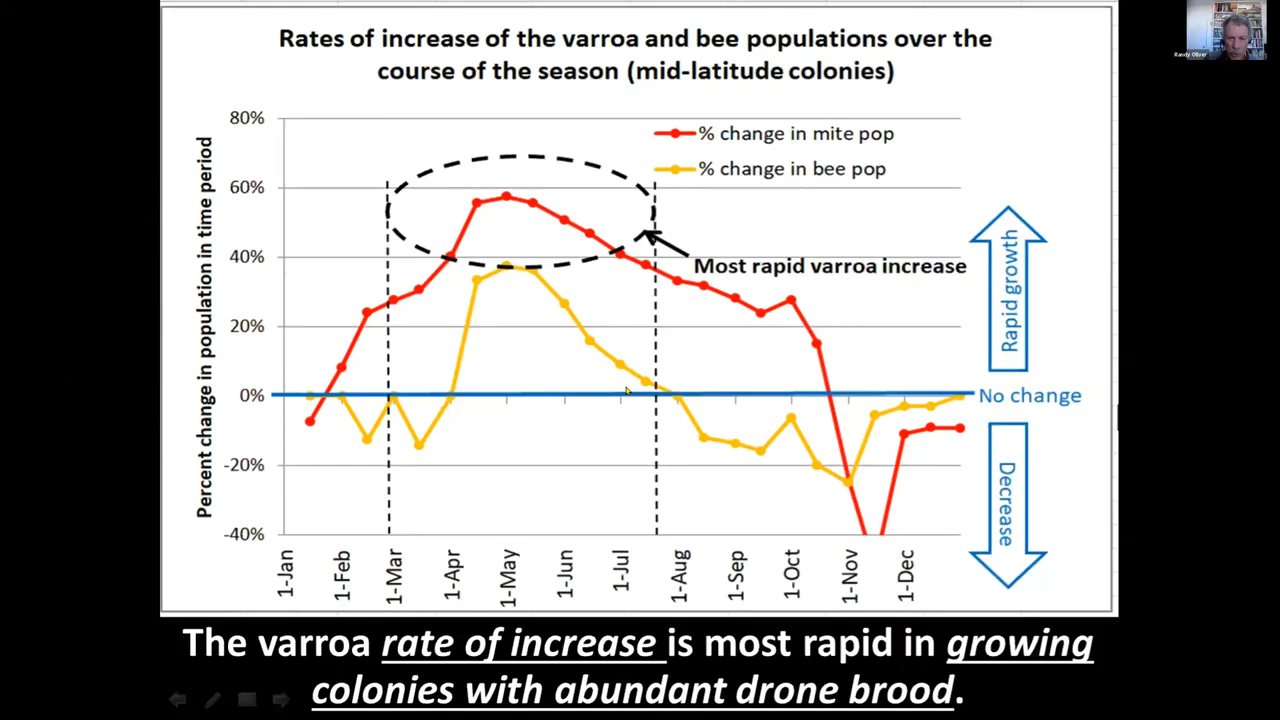 Rates of increase of the varroa and bee populations over the
course of the season (mid-latitude colonies)
Randy Oliver
Percent change in population in time period
80%
60%
40%
20%
0%
-20%
-40%
% change in mite pop
% change in bee pop
Most rapid varroa increase
Rapid growth
No change
Decrease
1-Jan
1-Feb
1-Mar
1-Apr
1-May
1-Jun
1-Jul
1-Aug
1-Sep
1-Oct
1-Nov
1-Dec
The varroa rate of increase is most rapid in growing
colonies with abundant drone brood.